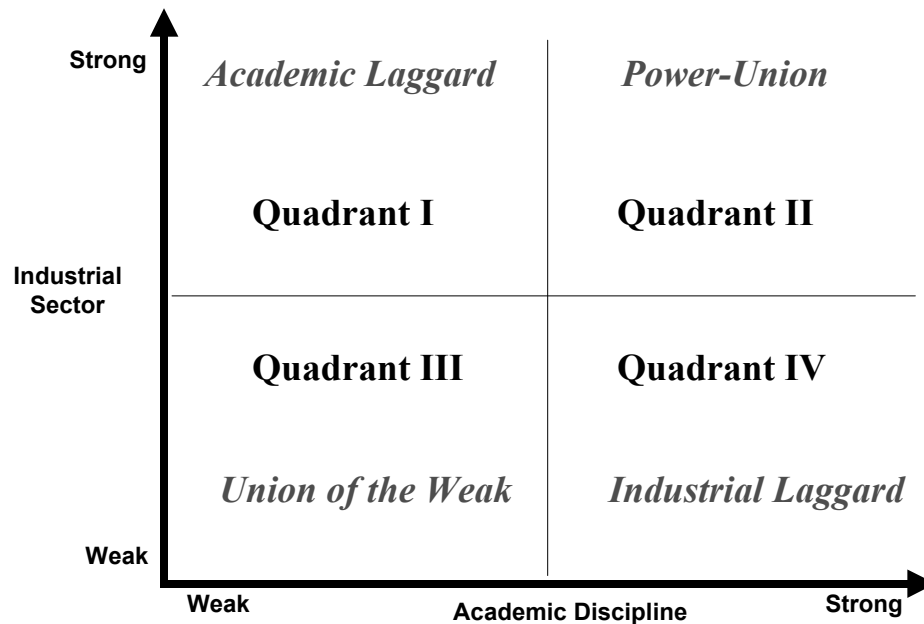 Strong
Academic Laggard
Power-Union
Quadrant I
Quadrant II
Industrial
Sector
Quadrant III
Quadrant IV
Union of the Weak
Industrial Laggard
Weak
Weak
Academic Discipline
Strong